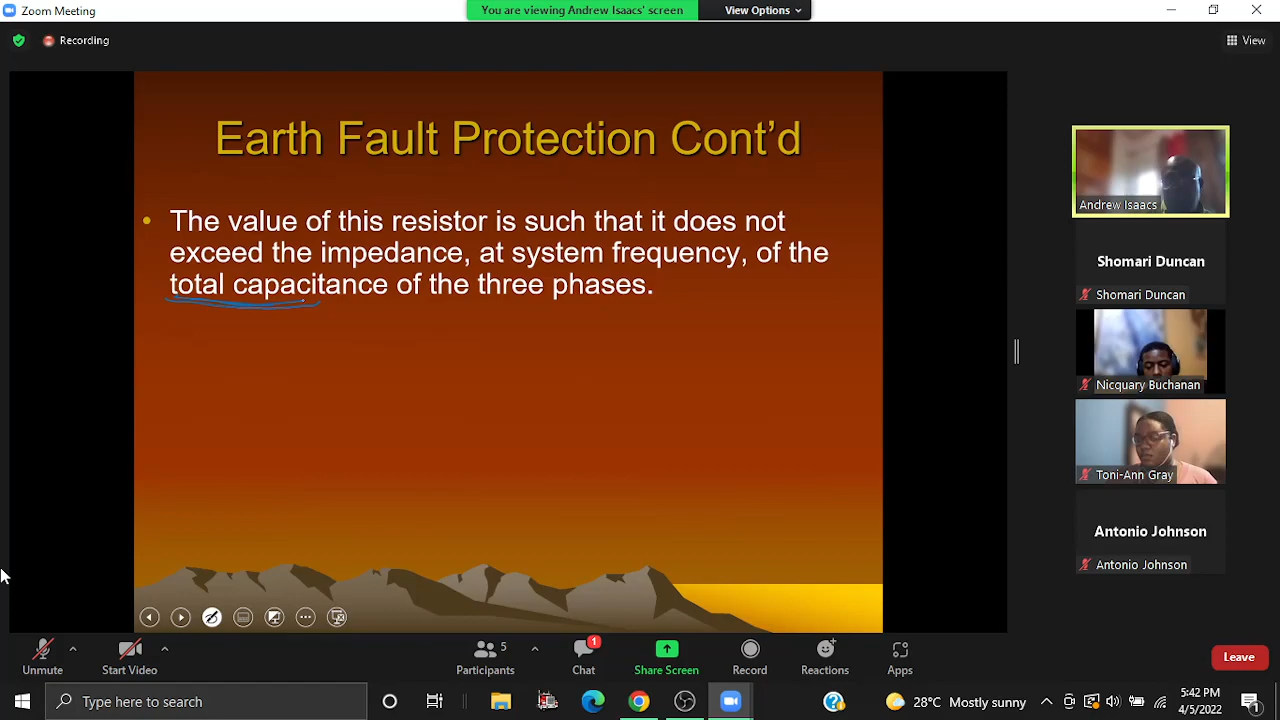 Zoom Meeting
You are viewing Andrew Isaacs' screen
View Options
Recording
View
Earth Fault Protection Cont'd
• The value of this resistor is such that it does not
exceed the impedance, at system frequency, of the
total capacitance of the three phases.
Andrew Isaacs
Shomari Duncan
Shomari Duncan
Nicquary Buchanan
Toni-Ann Gray
Antonio Johnson
Antonio Johnson
Unmute
Start Video
Participants
5
Chat
1
Share Screen
Record
Reactions
Apps
Leave
Type here to search
28°C Mostly sunny
5:42 PM
4/5/2022
1